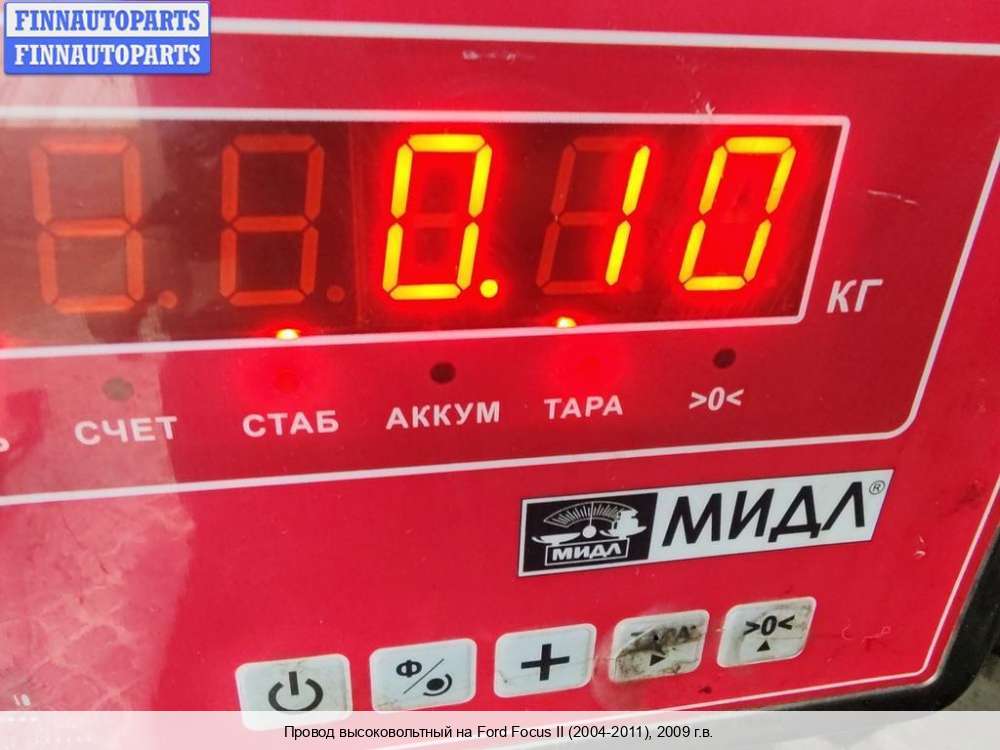 FINNAUTOPARTS
FINNAUTOPARTS
0.10
КГ
СЧЕТ СТАБ АККУМ ТАРА >0<
МИДЛ МИДЛ®
Ф + ТАРА >0<
Провод высоковольтный на Ford Focus II (2004-2011), 2009 г.в.